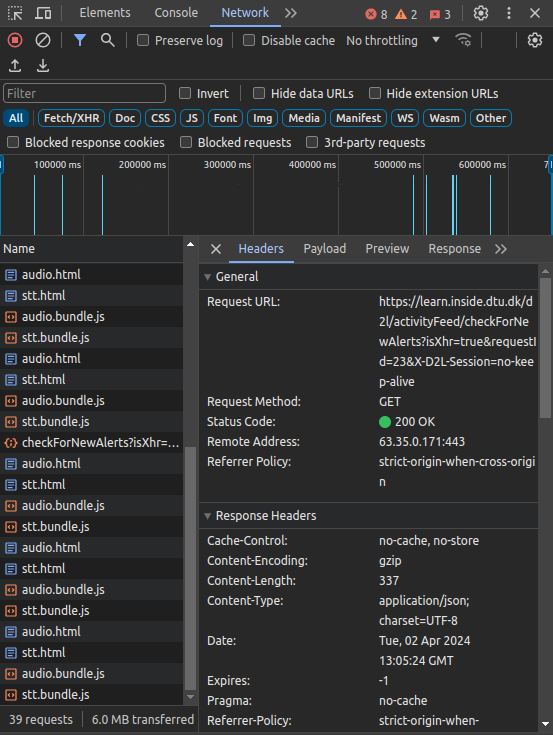 Elements Console Network 8 2 3
Preserve log Disable cache No throttling
Filter Invert Hide data URLs Hide extension URLs
All Fetch/XHR Doc CSS JS Font Img Media Manifest WS Wasm Other
Blocked response cookies Blocked requests 3rd-party requests
100000 ms 200000 ms 300000 ms 400000 ms 500000 ms 600000 ms
Name
audio.html
stt.html
audio.bundle.js
stt.bundle.js
audio.html
stt.html
audio.bundle.js
stt.bundle.js
checkForNewAlerts?isXhr=...
audio.html
stt.html
audio.bundle.js
stt.bundle.js
audio.html
stt.html
audio.bundle.js
stt.bundle.js
audio.html
stt.html
audio.bundle.js
stt.bundle.js
39 requests 6.0 MB transferred
Headers Payload Preview Response
General
Request URL: https://learn.inside.dtu.dk/d
2l/activityFeed/checkForNe
wAlerts?isXhr=true&requestI
d=23&X-D2L-Session=no-kee
p-alive
Request Method: GET
Status Code: 200 OK
Remote Address: 63.35.0.171:443
Referrer Policy: strict-origin-when-cross-origi
n
Response Headers
Cache-Control: no-cache, no-store
Content-Encoding: gzip
Content-Length: 337
Content-Type: application/json;
charset=UTF-8
Date: Tue, 02 Apr 2024
13:05:24 GMT
Expires: -1
Pragma: no-cache
Referrer-Policy: strict-origin-when-